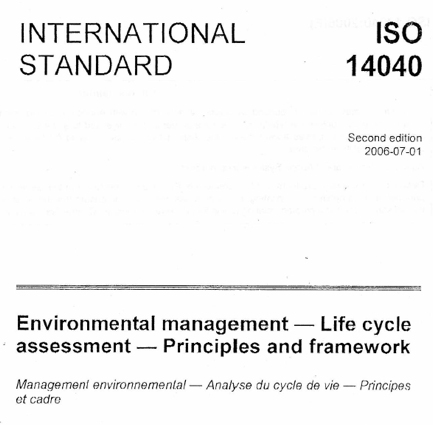 INTERNATIONAL
STANDARD
ISO
14040
Second edition
2006-07-01
Environmental management — Life cycle
assessment — Principles and framework
Management environnemental — Analyse du cycle de vie — Principes
et cadre